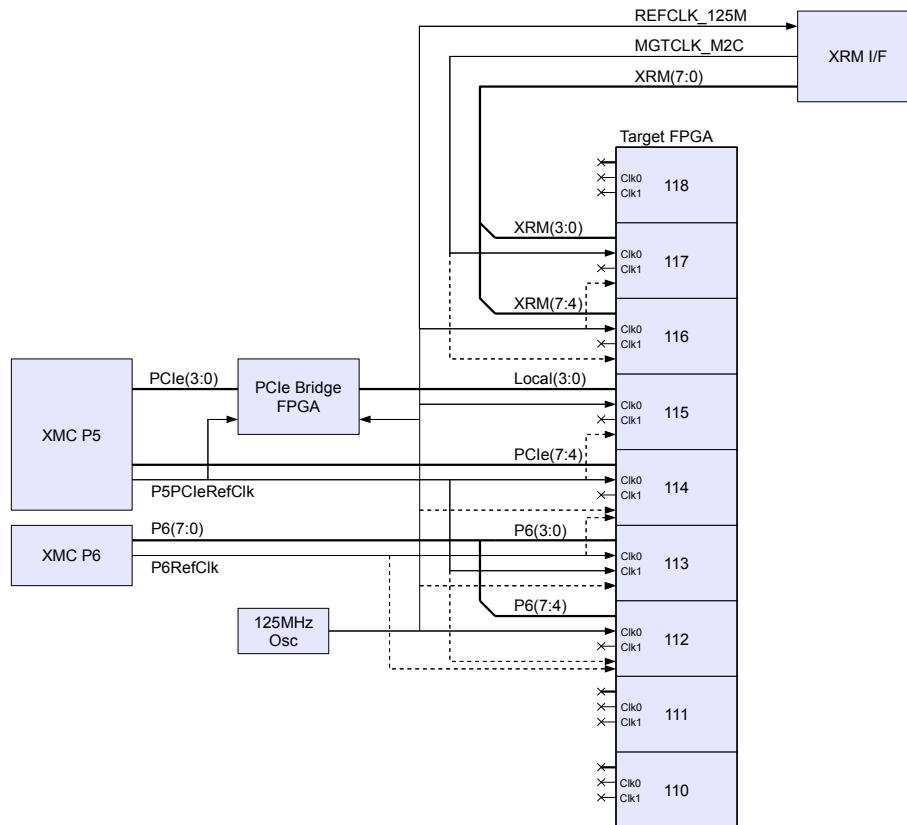 REFCLK_125M
MGTCLK_M2C
XRM I/F
XRM(7:0)
Target FPGA
Clk0
118
Clk1
XRM(3:0)
Clk0
117
Clk1
XRM(7:4)
Clk0
116
Clk1
PCIe(3:0)
PCIe Bridge
FPGA
Local(3:0)
Clk0
115
Clk1
XMC P5
PCIe(7:4)
P5PCIeRefClk
Clk0
114
Clk1
P6(7:0)
P6(3:0)
XMC P6
P6RefClk
Clk0
113
Clk1
P6(7:4)
125MHz
Osc
Clk0
112
Clk1
Clk0
111
Clk1
Clk0
110
Clk1